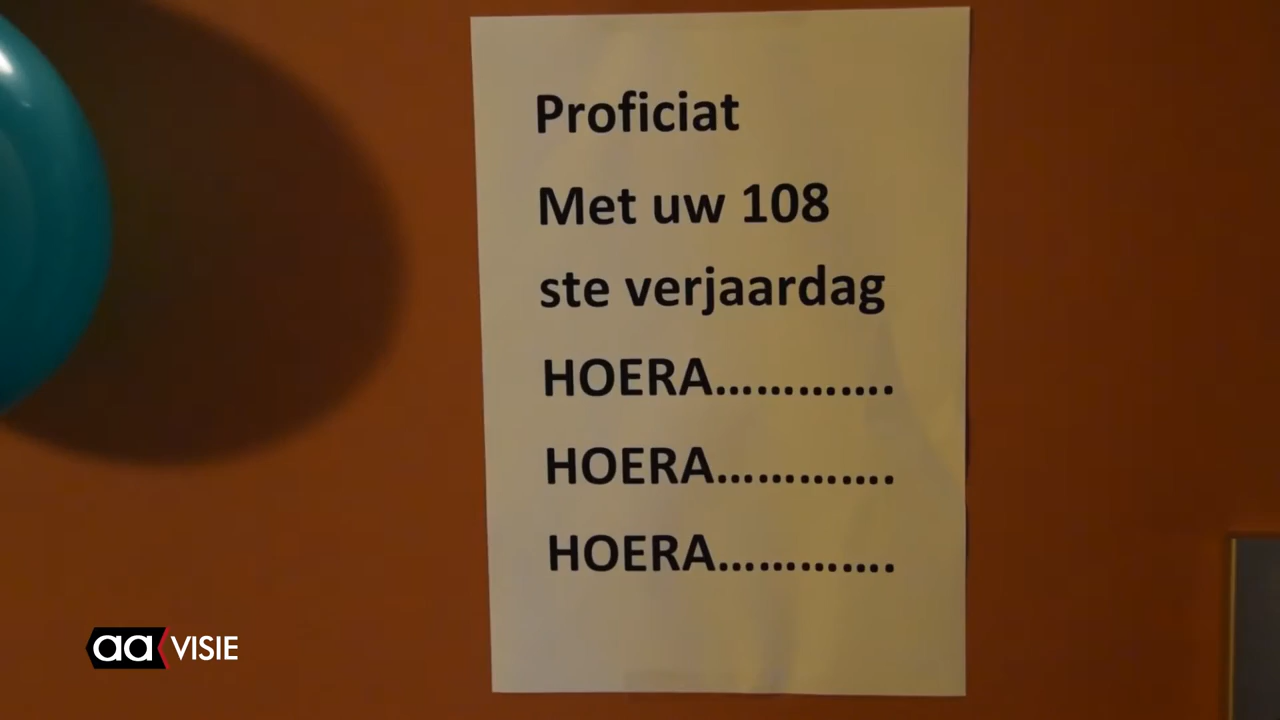 Proficiat
Met uw 108
ste verjaardag
HOERA………….
HOERA………….
HOERA………….
aa VISIE